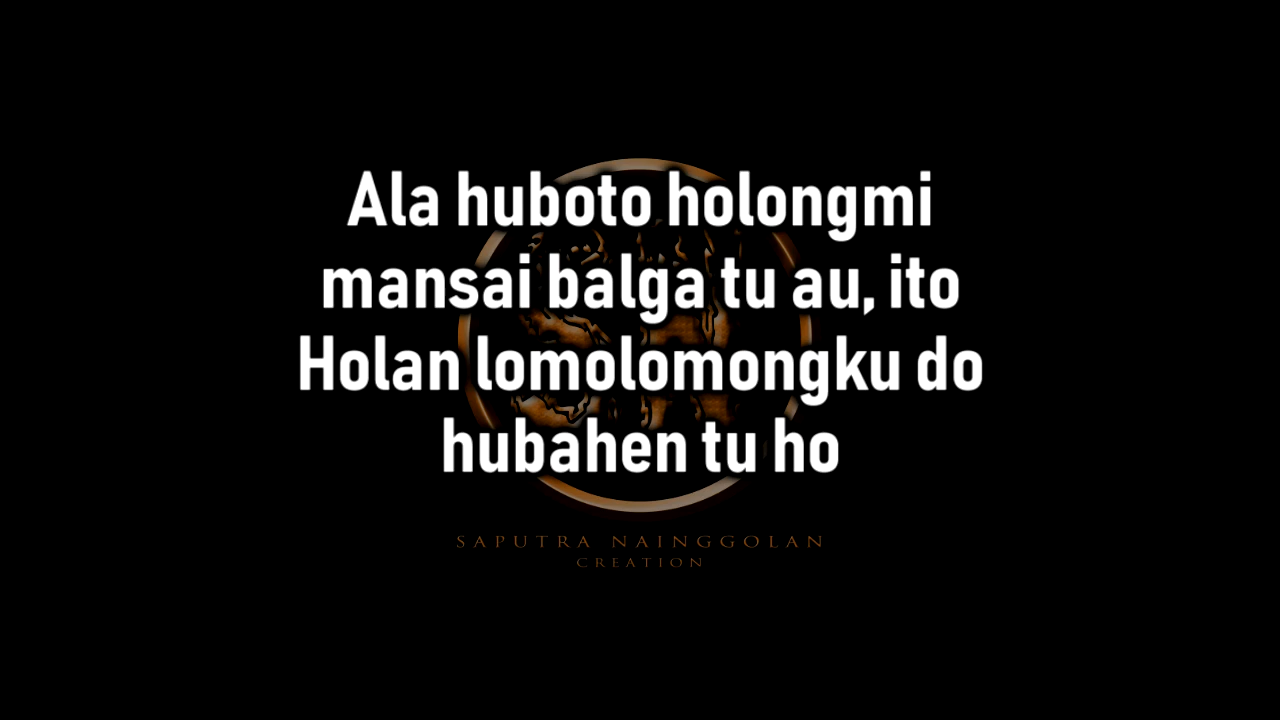 Ala huboto holongmi
mansai balga tu au, ito
Holan lomolomongku do
hubahen tu ho
SAPUTRA NAINGGOLAN
CREATION